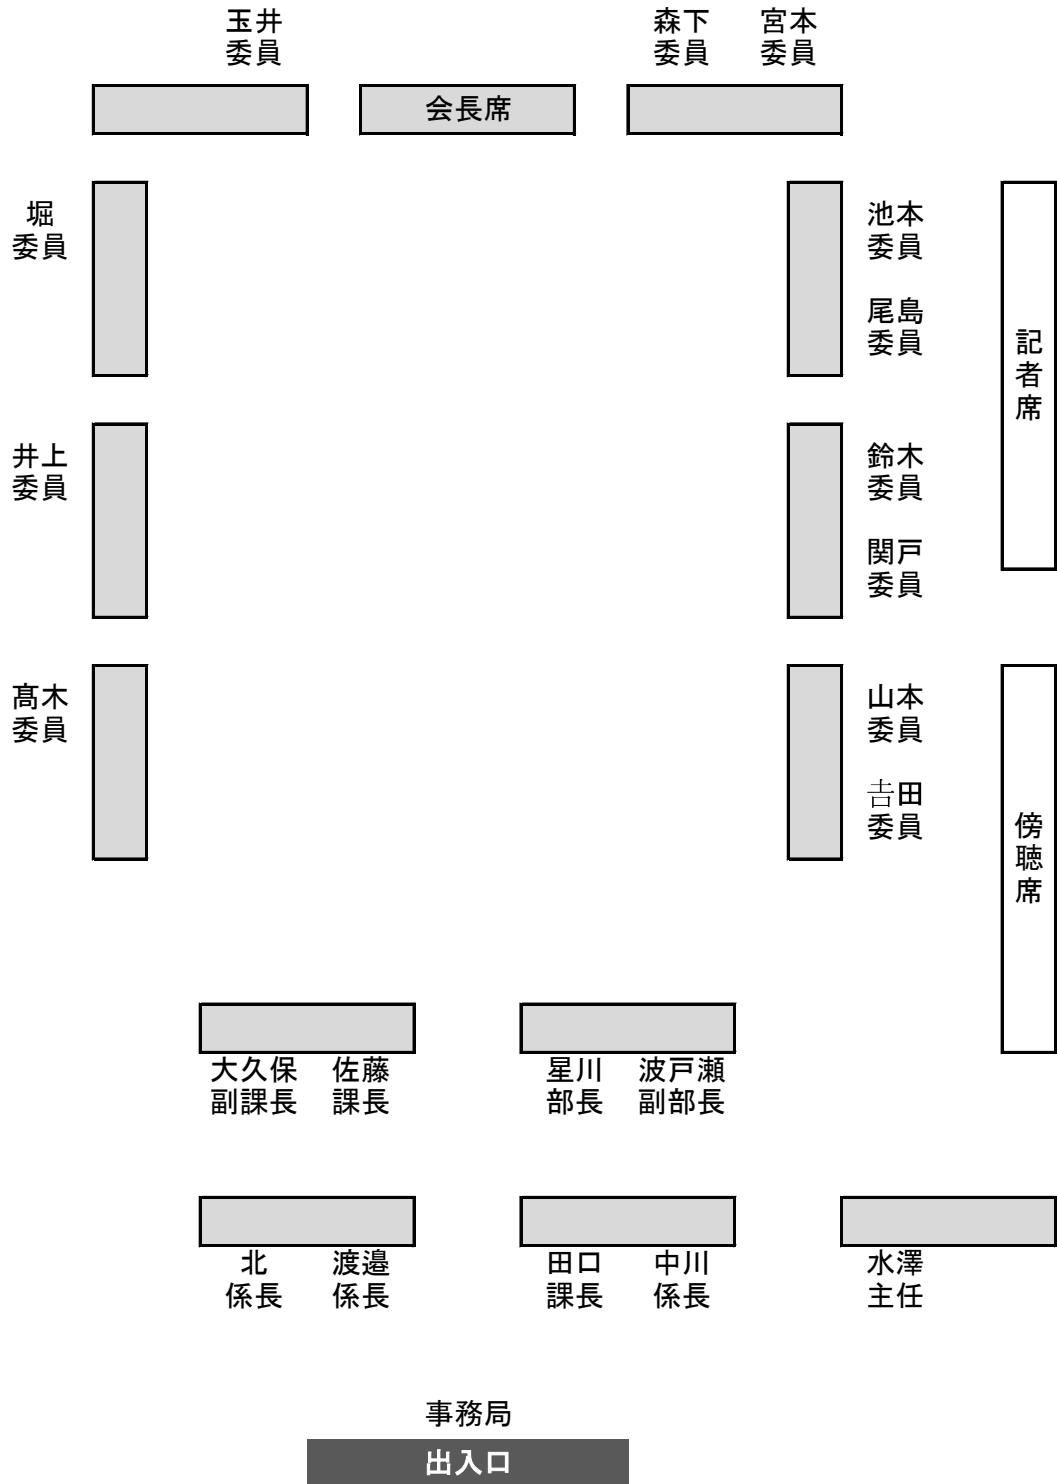 玉井
委員
森下
委員
宮本
委員
会長席
堀
委員
池本
委員
尾島
委員
記者席
井上
委員
鈴木
委員
関戸
委員
髙木
委員
山本
委員
𠮷田
委員
傍聴席
大久保
副課長
佐藤
課長
星川
部長
波戸瀬
副部長
北
係長
渡邉
係長
田口
課長
中川
係長
水澤
主任
事務局
出入口